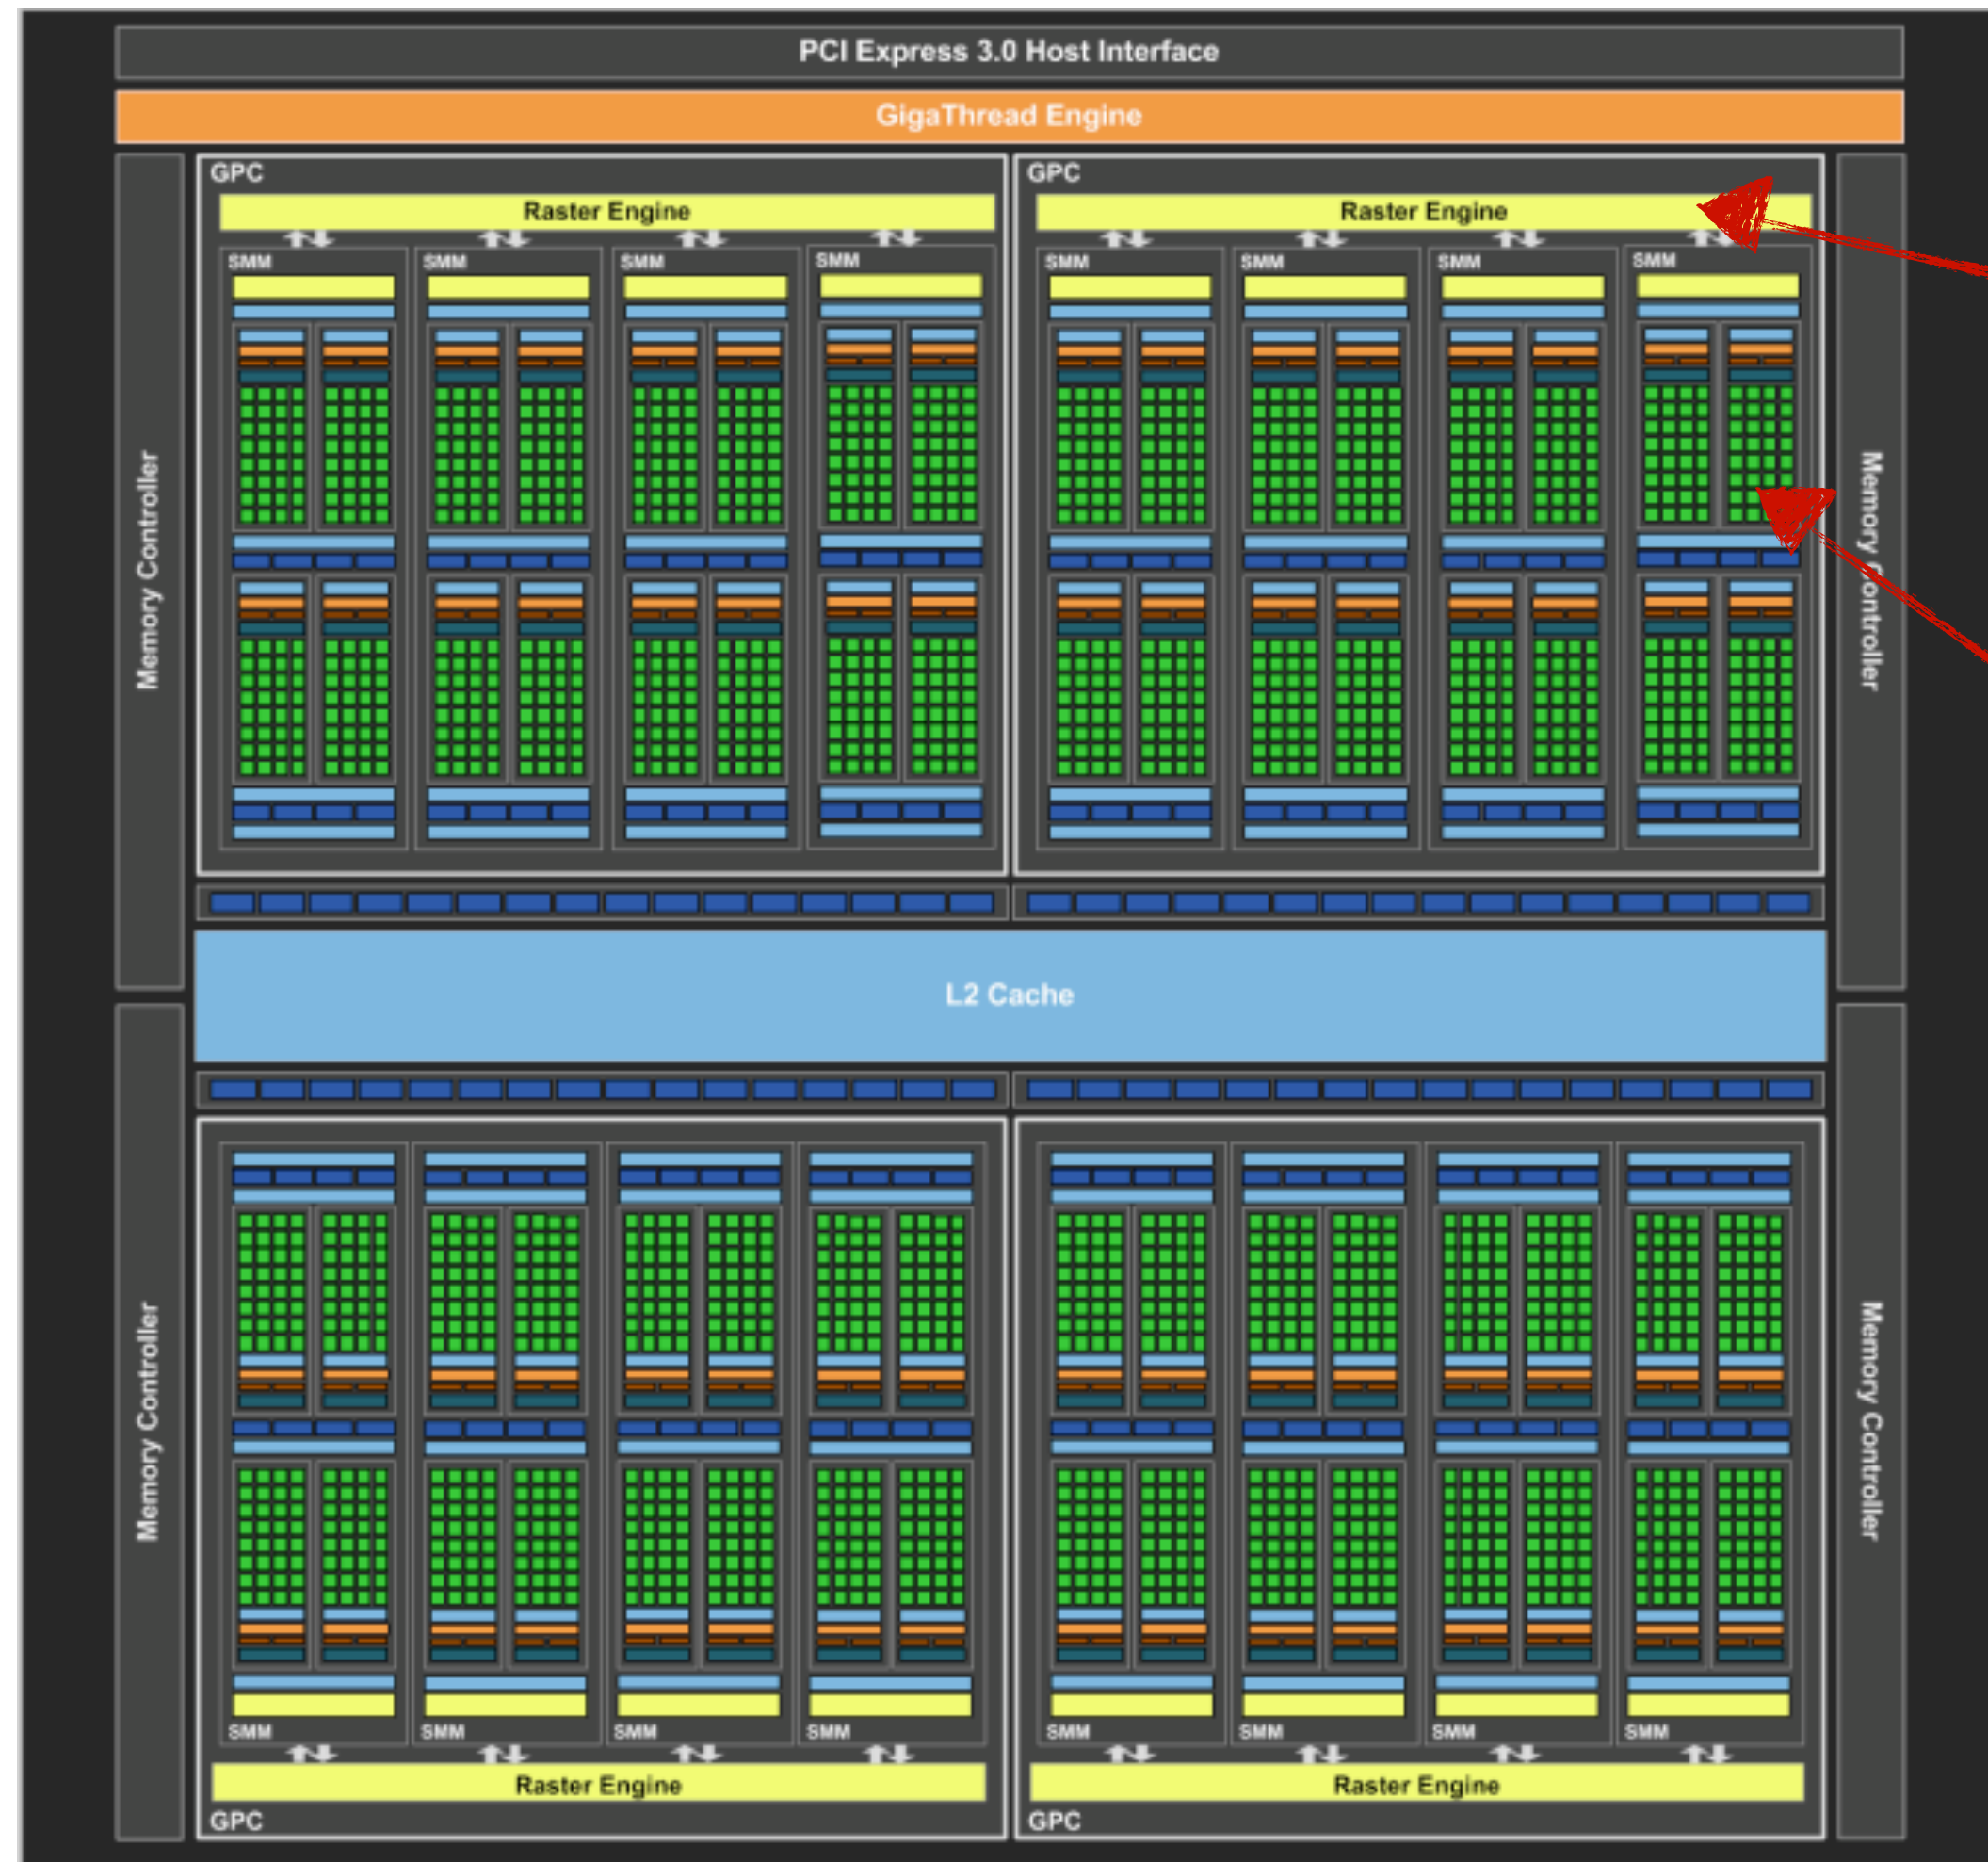 PCI Express 3.0 Host Interface
GigaThread Engine
GPC
Raster Engine
SMM
SMM
SMM
SMM
GPC
Raster Engine
SMM
SMM
SMM
SMM
Memory Controller
Memory Controller
L2 Cache
Memory Controller
Memory Controller
SMM
SMM
SMM
SMM
Raster Engine
GPC
SMM
SMM
SMM
SMM
Raster Engine
GPC